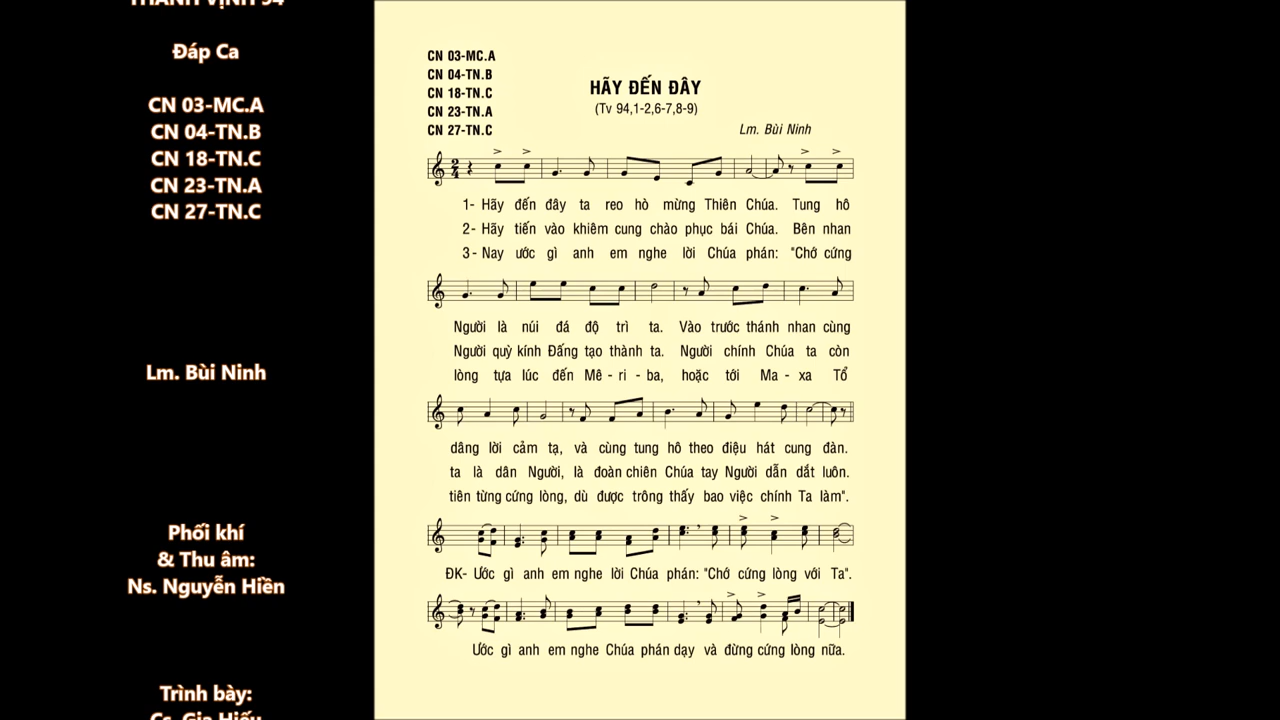 THÁNH VỊNH 94
Đáp Ca
CN 03-MC.A
CN 04-TN.B
CN 18-TN.C
CN 23-TN.A
CN 27-TN.C
Lm. Bùi Ninh
Phối khí
& Thu âm:
Ns. Nguyễn Hiền
Trình bày:
Cs. Gia Hiếu
CN 03-MC.A
CN 04-TN.B
CN 18-TN.C
CN 23-TN.A
CN 27-TN.C
HÃY ĐẾN ĐÂY
(Tv 94,1-2,6-7,8-9)
Lm. Bùi Ninh
2
4
1- Hãy đến đây ta reo hò mừng Thiên Chúa. Tung hô
2- Hãy tiến vào khiêm cung chào phục bái Chúa. Bên nhan
3- Nay ước gì anh em nghe lời Chúa phán: "Chớ cứng
Người là núi đá độ trì ta. Vào trước thánh nhan cùng
Người quỳ kính Đấng tạo thành ta. Người chính Chúa ta còn
lòng tựa lúc đến Mê - ri - ba, hoặc tới Ma - xa Tổ
dâng lời cảm tạ, và cùng tung hô theo điệu hát cung đàn.
ta là dân Người, là đoàn chiên Chúa tay Người dẫn dắt luôn.
tiên từng cứng lòng, dù được trông thấy bao việc chính Ta làm".
ĐK- Ước gì anh em nghe lời Chúa phán: "Chớ cứng lòng với Ta".
Ước gì anh em nghe Chúa phán dạy và đừng cứng lòng nữa.